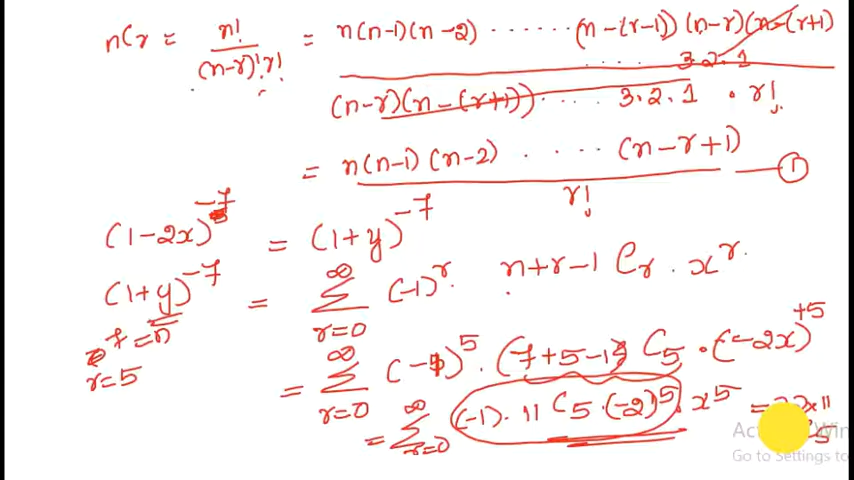 nCr = n!/(n-r)! r! = n(n-1)(n-2) ...... (n-(r-1)) (n-r)(n-(r+1)
.... 3.2.1
(n-r)(n-(r+1)) .... 3.2.1 . r!
= n(n-1)(n-2) ..... (n-r+1) / r! — ①
(1-2x)^-7 = (1+y)^-7
(1+y)^-7 = ∑ r=0 ∞ (-1)^r. n+r-1 Cr . x^r.
7 = n
r=5
= ∑ r=0 ∞ (-1)^5 . (7+5-1) C5 . (-2x)^+5
= ∑ r=0 ∞ (-1). 11 C5 . (-2)^5 . x^5 =
Go to Settings to